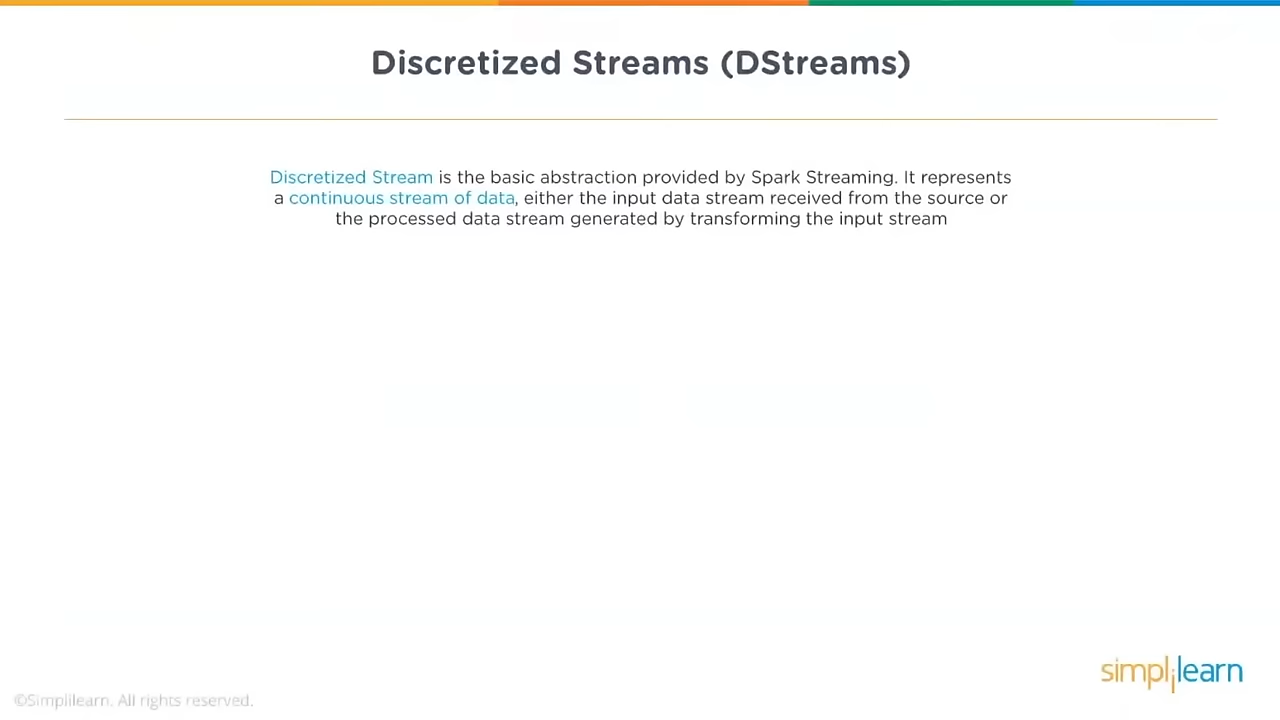 Discretized Streams (DStreams)
Discretized Stream is the basic abstraction provided by Spark Streaming. It represents
a continuous stream of data, either the input data stream received from the source or
the processed data stream generated by transforming the input stream
simplilearn
©Simplilearn. All rights reserved.